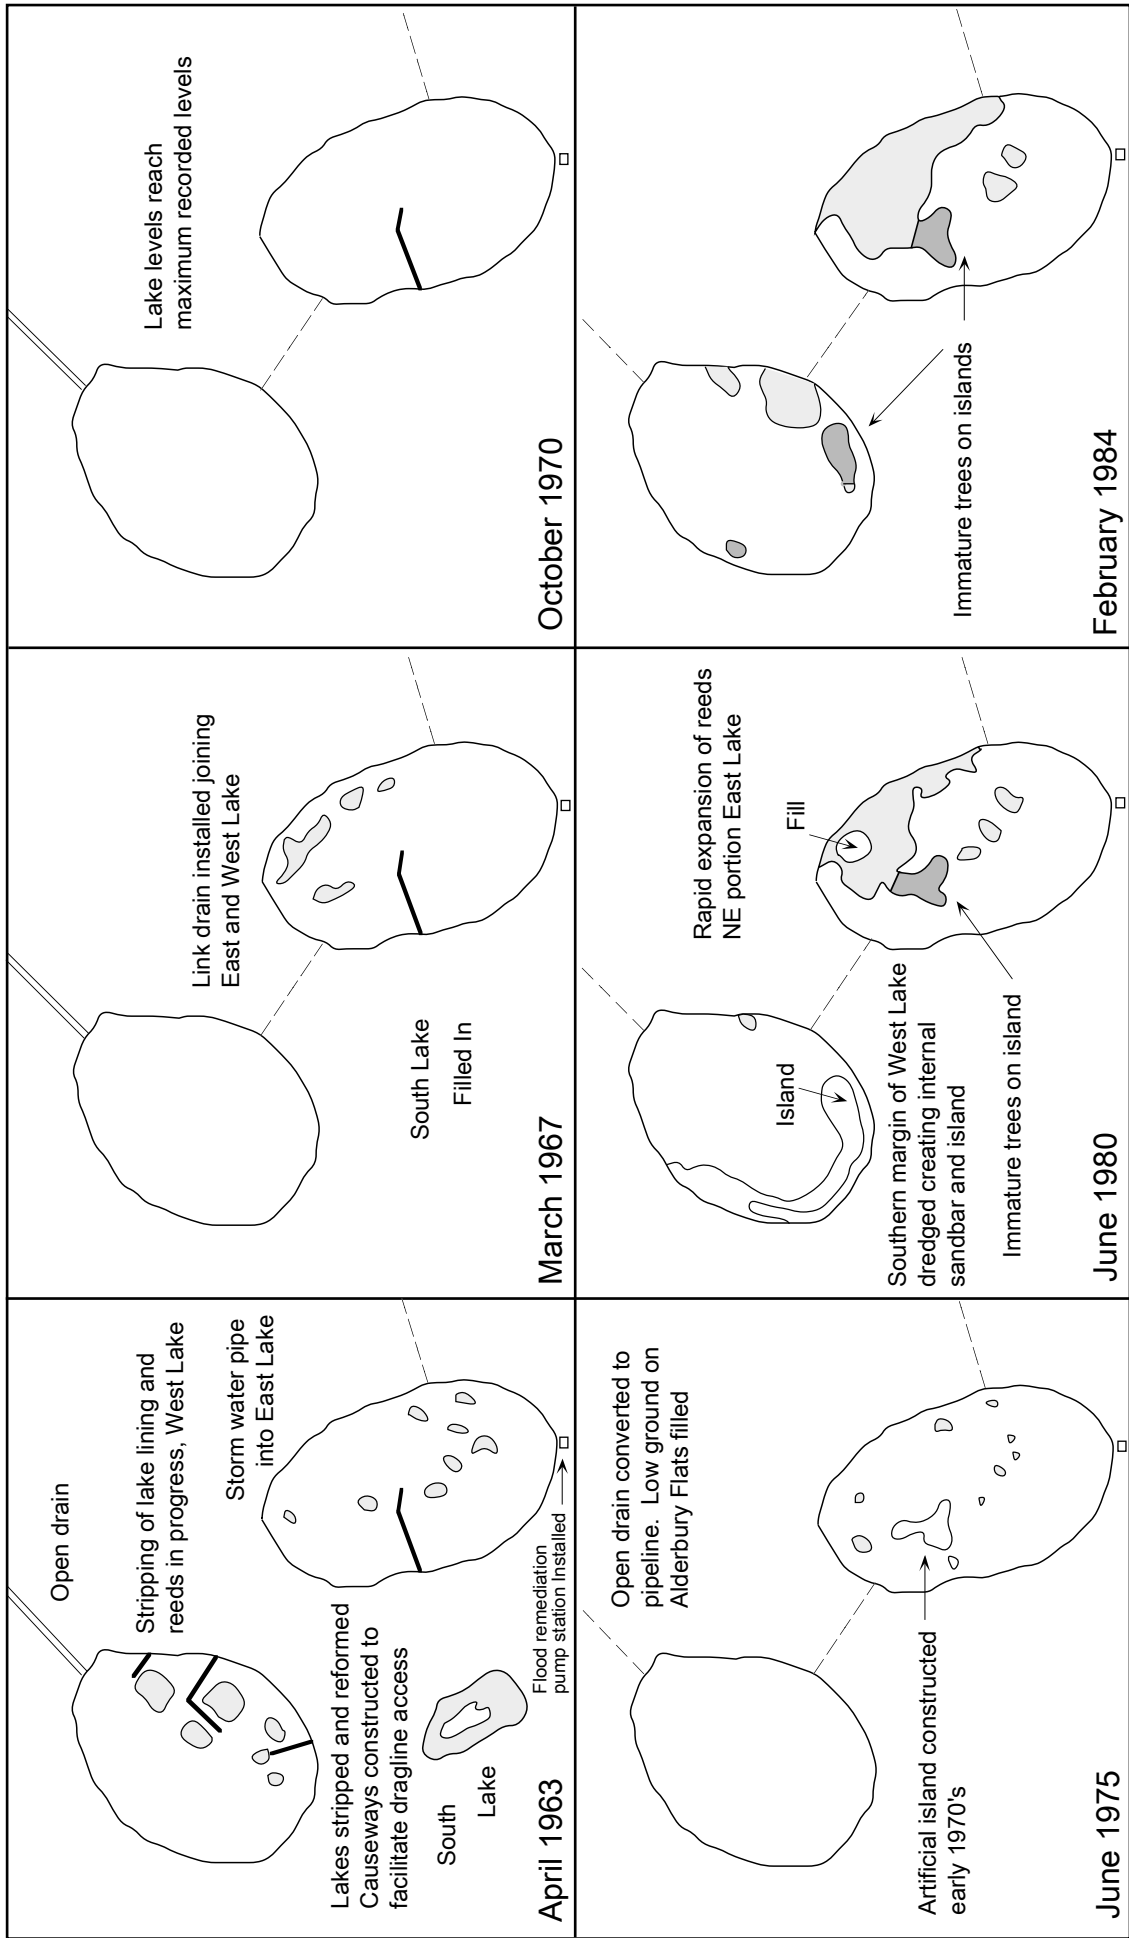 Open drain
Stripping of lake lining and
reeds in progress, West Lake
Storm water pipe
into East Lake
Lakes stripped and reformed
Causeways constructed to
facilitate dragline access
South
Lake
Flood remediation
pump station Installed
April 1963
Link drain installed joining
East and West Lake
South Lake
Filled In
March 1967
Lake levels reach
maximum recorded levels
October 1970
Open drain converted to
pipeline. Low ground on
Alderbury Flats filled
Artificial island constructed
early 1970's
June 1975
Rapid expansion of reeds
NE portion East Lake
Fill
Island
Southern margin of West Lake
dredged creating internal
sandbar and island
Immature trees on island
June 1980
Immature trees on islands
February 1984